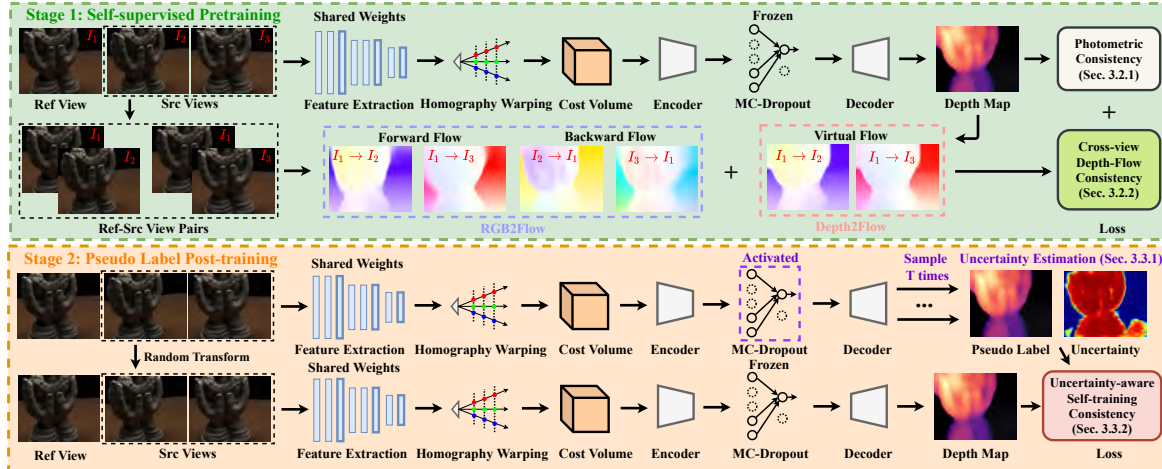 Stage 1: Self-supervised Pretraining
I1
I2
I3
Ref View
Src Views
Shared Weights
Feature Extraction
Homography Warping
Cost Volume
Encoder
Frozen
MC-Dropout
Decoder
Depth Map
Photometric
Consistency
(Sec. 3.2.1)
+
I1
I2
I1
I3
Ref-Src View Pairs
Forward Flow
Backward Flow
I1 → I2
I1 → I3
I2 → I1
I3 → I1
RGB2Flow
+
Virtual Flow
I1 → I2
I1 → I3
Depth2Flow
Cross-view
Depth-Flow
Consistency
(Sec. 3.2.2)
Loss
Stage 2: Pseudo Label Post-training
Shared Weights
Feature Extraction
Homography Warping
Cost Volume
Encoder
Activated
MC-Dropout
Decoder
Sample
T times
...
Uncertainty Estimation (Sec. 3.3.1)
Pseudo Label
Uncertainty
Random Transform
Ref View
Src Views
Shared Weights
Feature Extraction
Homography Warping
Cost Volume
Encoder
Frozen
MC-Dropout
Decoder
Depth Map
Uncertainty-aware
Self-training
Consistency
(Sec. 3.3.2)
Loss